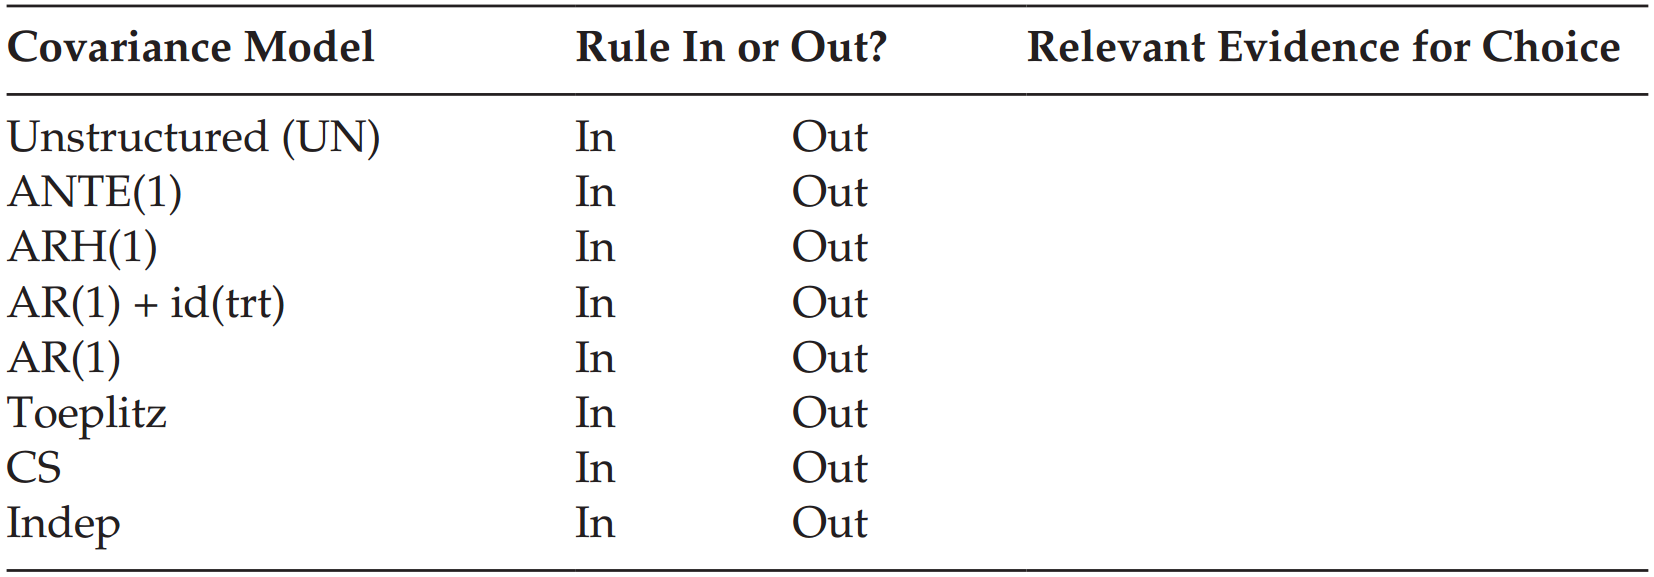 Covariance Model Rule In or Out? Relevant Evidence for Choice
Unstructured (UN) In Out
ANTE(1) In Out
ARH(1) In Out
AR(1) + id(trt) In Out
AR(1) In Out
Toeplitz In Out
CS In Out
Indep In Out